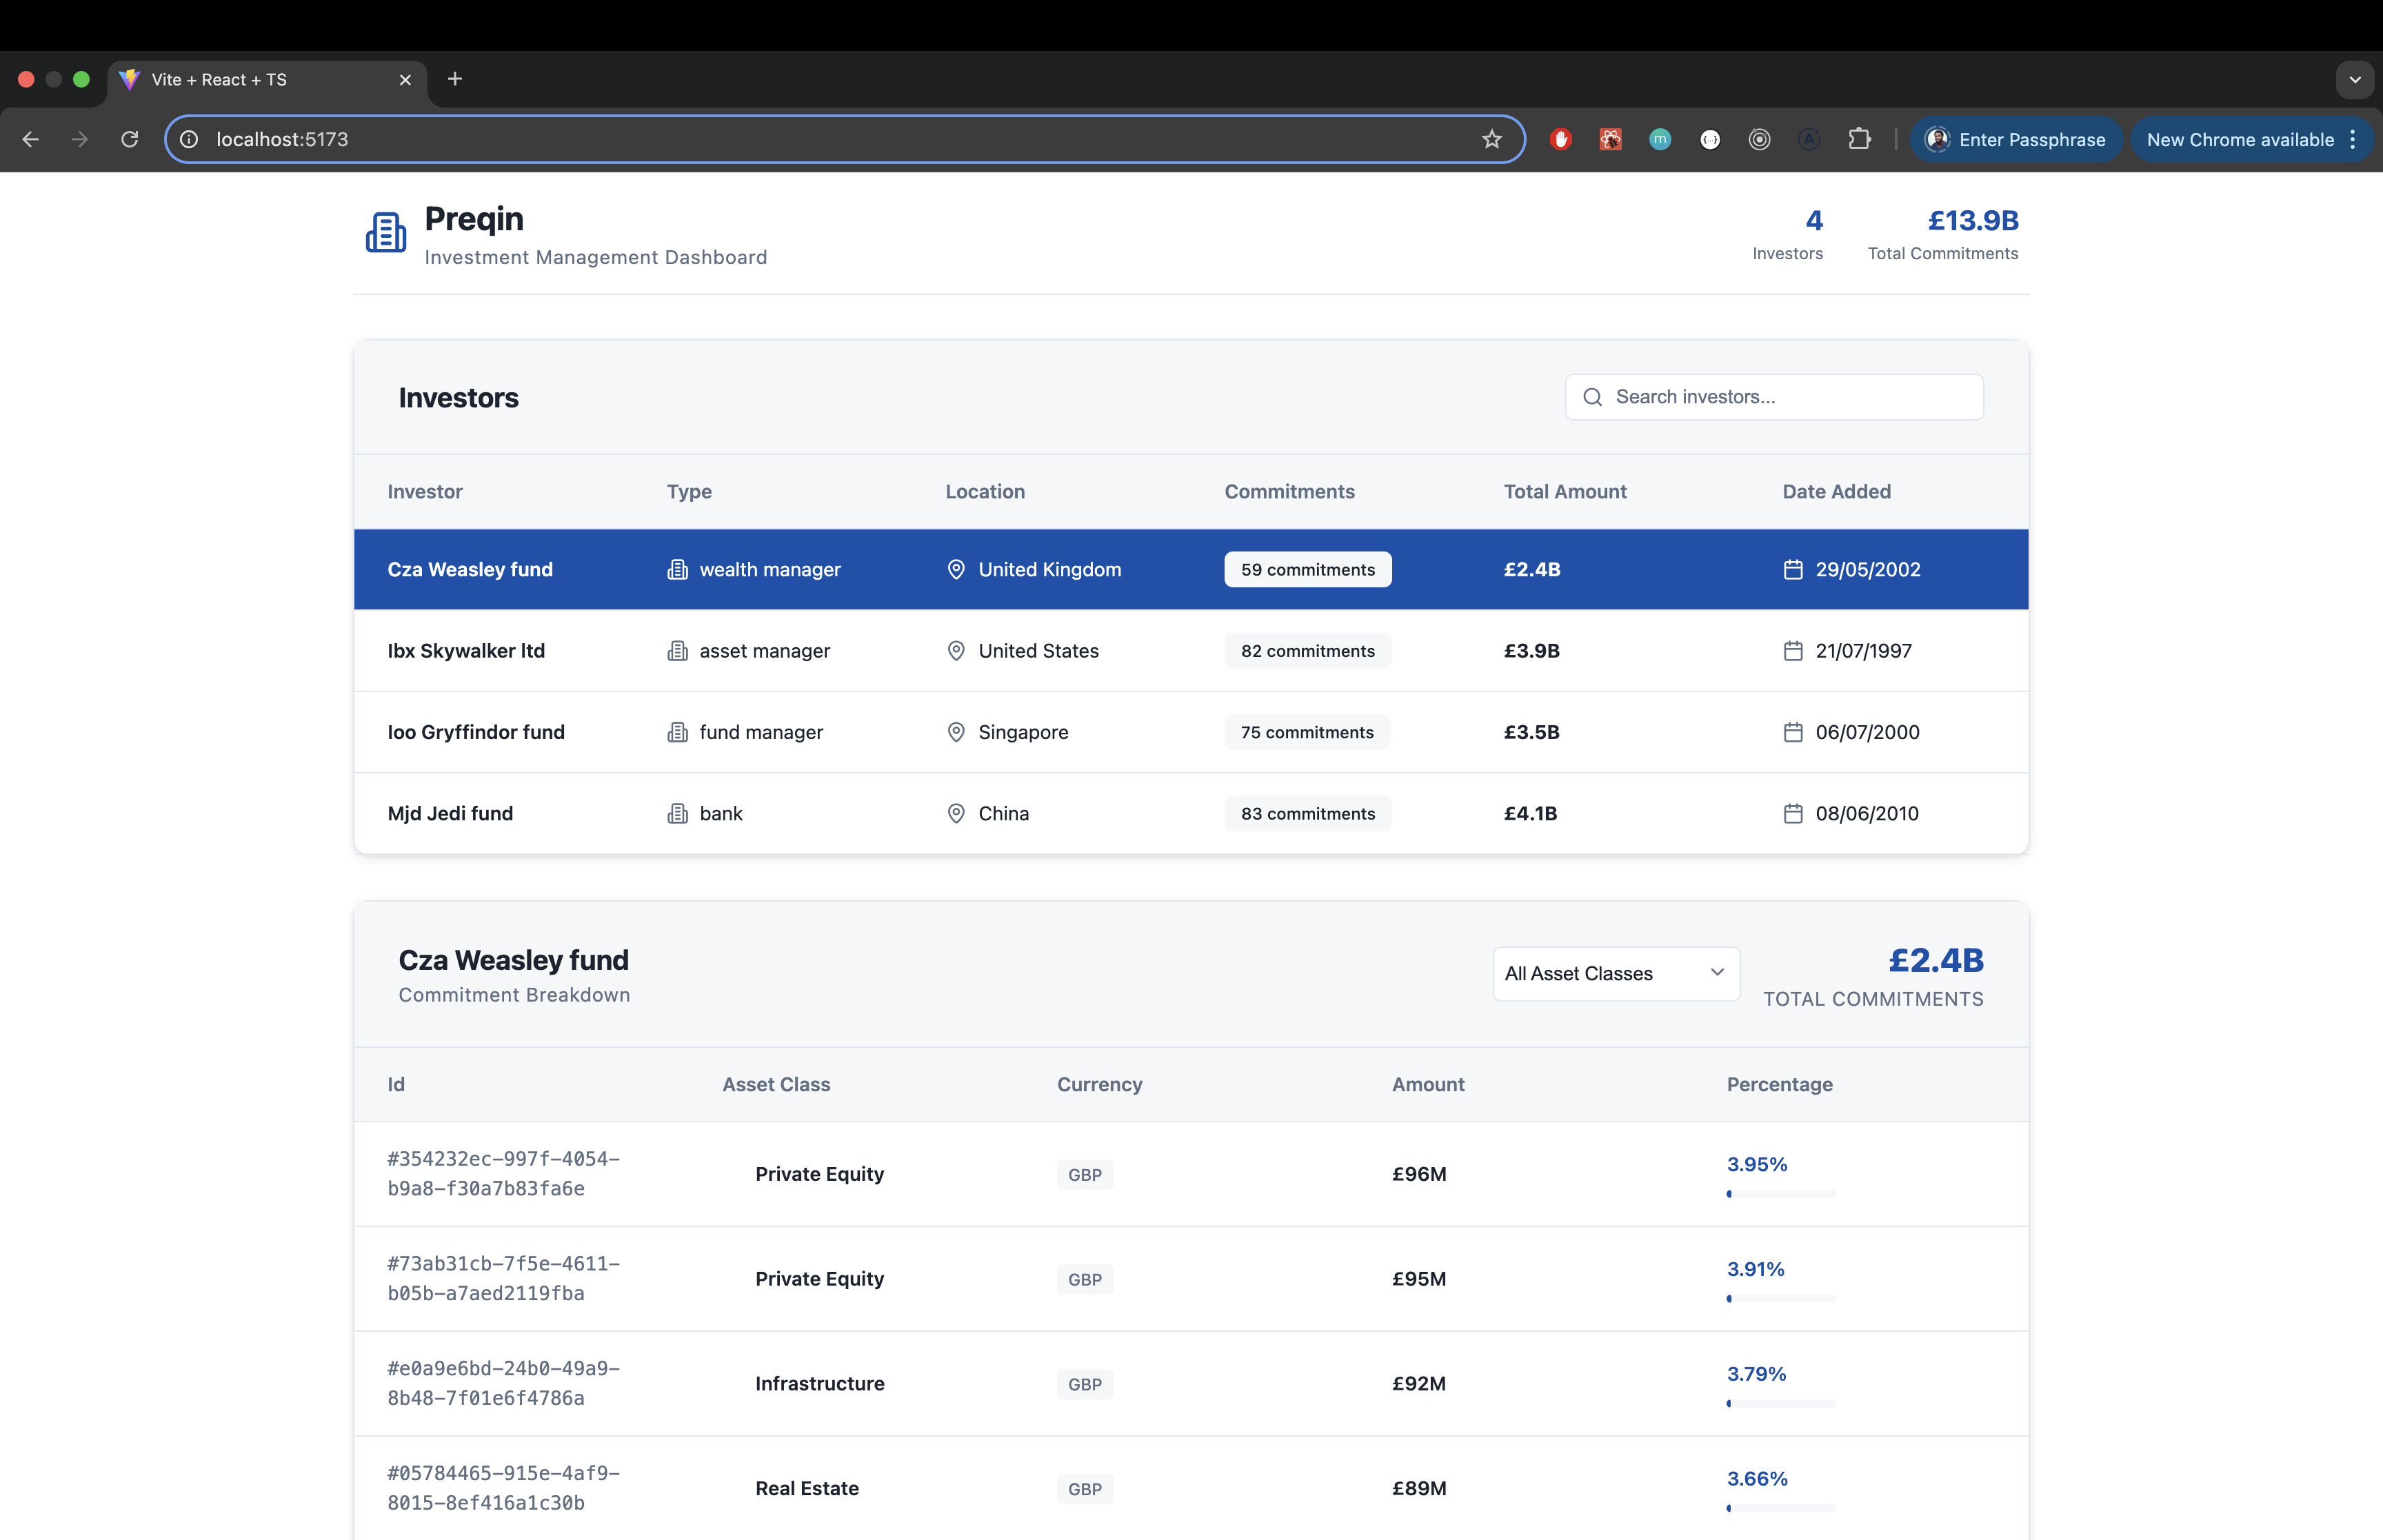 Vite + React + TS
localhost:5173
Enter Passphrase
New Chrome available
Preqin
Investment Management Dashboard
4
Investors
£13.9B
Total Commitments
Investors
Search investors...
Investor Type Location Commitments Total Amount Date Added
Cza Weasley fund wealth manager United Kingdom 59 commitments £2.4B 29/05/2002
Ibx Skywalker ltd asset manager United States 82 commitments £3.9B 21/07/1997
Ioo Gryffindor fund fund manager Singapore 75 commitments £3.5B 06/07/2000
Mjd Jedi fund bank China 83 commitments £4.1B 08/06/2010
Cza Weasley fund
Commitment Breakdown
All Asset Classes
£2.4B
TOTAL COMMITMENTS
Id Asset Class Currency Amount Percentage
#354232ec-997f-4054-
b9a8-f30a7b83fa6e
Private Equity GBP £96M 3.95%
#73ab31cb-7f5e-4611-
b05b-a7aed2119fba
Private Equity GBP £95M 3.91%
#e0a9e6bd-24b0-49a9-
8b48-7f01e6f4786a
Infrastructure GBP £92M 3.79%
#05784465-915e-4af9-
8015-8ef416a1c30b
Real Estate GBP £89M 3.66%